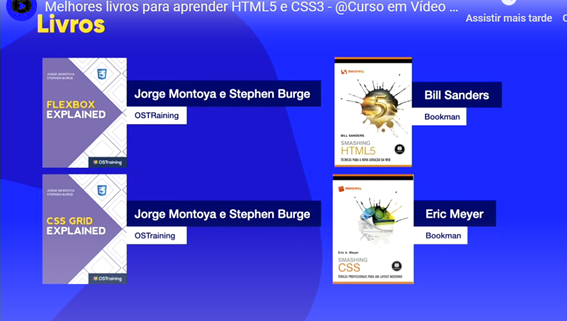 Melhores livros para aprender HTML5 e CSS3 - @Curso em Vídeo ...
Assistir mais tarde
Livros
JORGE MONTOYA
STEPHEN BURGE
FLEXBOX
EXPLAINED
OSTraining
Jorge Montoya e Stephen Burge
OSTRaining
SMASHING
BILL SANDERS
SMASHING
HTML5
TÉCNICAS PARA A NOVA GERAÇÃO DA WEB
Bill Sanders
Bookman
JORGE MONTOYA
STEPHEN BURGE
CSS GRID
EXPLAINED
OSTraining
Jorge Montoya e Stephen Burge
OSTraining
Eric A. Meyer
SMASHING
CSS
TÉCNICAS PROFISSIONAIS PARA UM LAYOUT MODERNO
Eric Meyer
Bookman